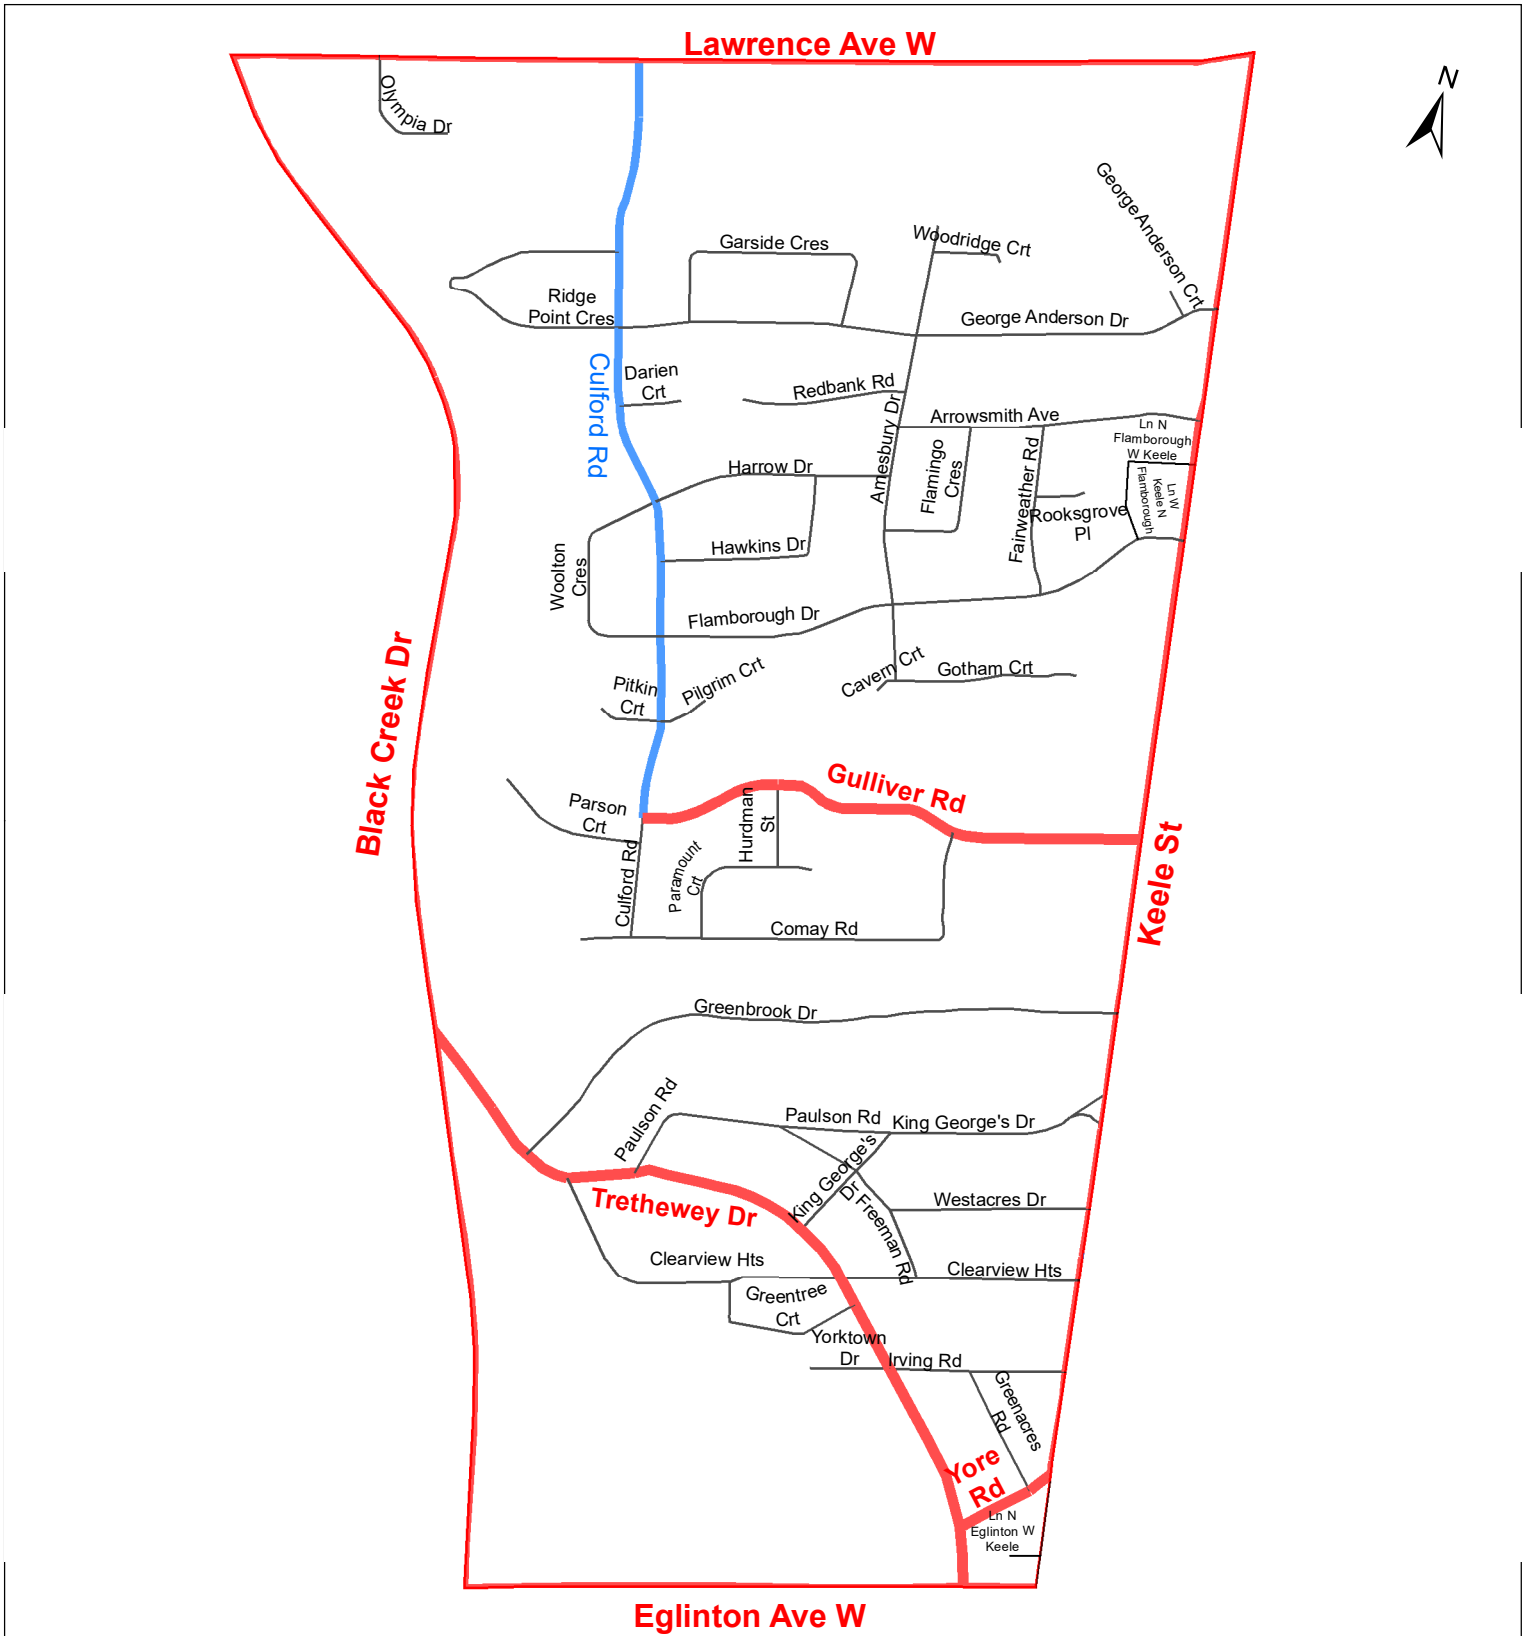 Lawrence Ave W
N
Olympia Dr
George Anderson Crt
Garside Cres
Woodridge Crt
Ridge
Point Cres
George Anderson Dr
Culford Rd
Darien
Crt
Redbank Rd
Amesbury Dr
Arrowsmith Ave
Ln N
Flamborough
W Keele
Harrow Dr
Flamingo
Cres
Fairweather Rd
Ln W
Keele N
Flamborough
Rooksgrove
Pl
Hawkins Dr
Woolton
Cres
Flamborough Dr
Black Creek Dr
Pitkin
Crt
Pilgrim Crt
Cavern Crt
Gotham Crt
Gulliver Rd
Parson
Crt
Hurdman
St
Keele St
Culford Rd
Paramount
Crt
Comay Rd
Greenbrook Dr
Paulson Rd
Paulson Rd
King George's Dr
King George's
Dr
Trethewey Dr
Freeman Rd
Westacres Dr
Clearview Hts
Clearview Hts
Greentree
Crt
Yorktown
Dr
Irving Rd
Greenacres
Rd
Yore
Rd
Ln N
Eglinton W
Keele
Eglinton Ave W